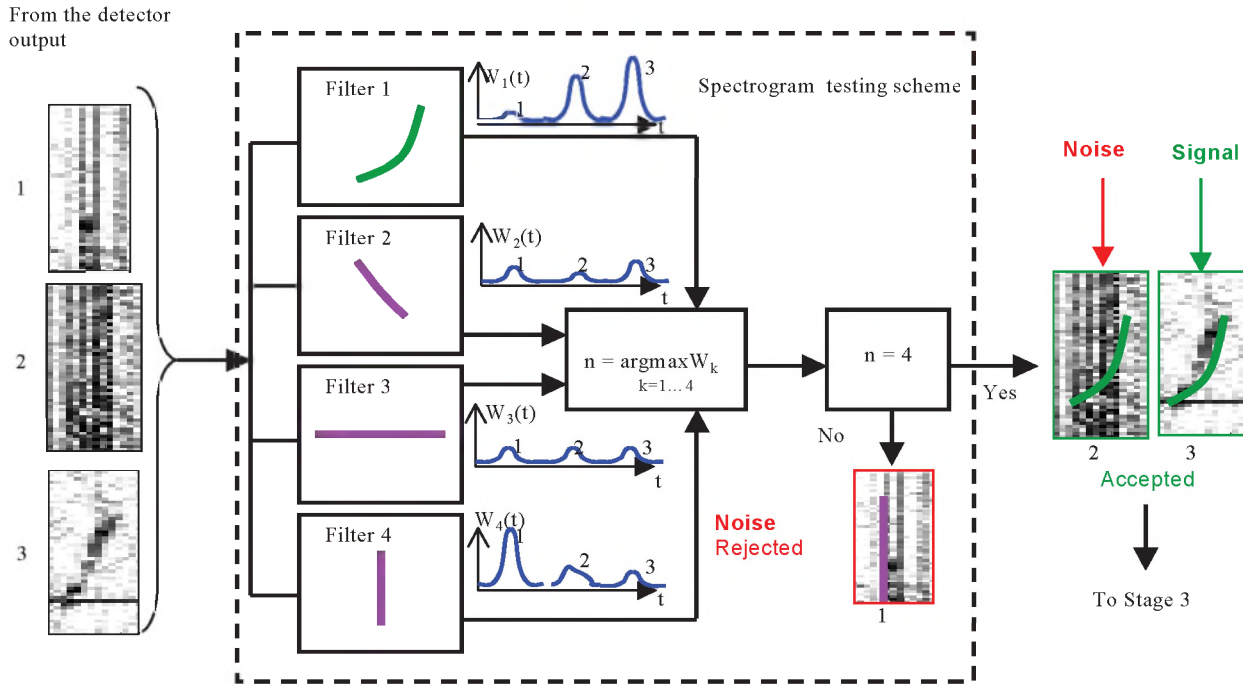 From the detector
output
1
2
3
Filter 1
W1(t)
1
2
3
t
Spectrogram testing scheme
Filter 2
W2(t)
1
2
3
t
Filter 3
W3(t)
1
2
3
t
Filter 4
W4(t)
1
2
3
t
n = argmaxWk
k=1... 4
n = 4
No
Yes
Noise
Rejected
1
Noise
Signal
2
3
Accepted
To Stage 3